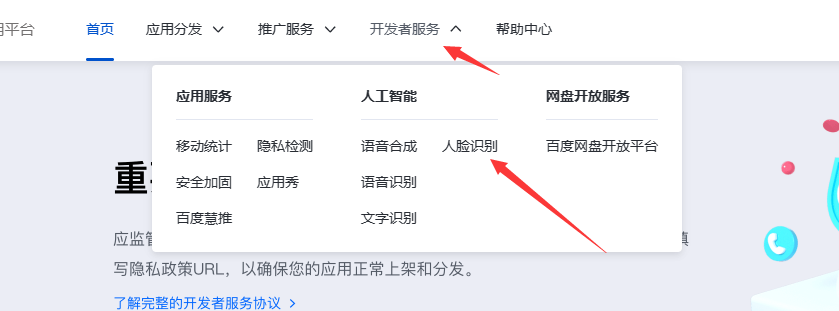 用平台 首页 应用分发 推广服务 开发者服务 帮助中心
应用服务 人工智能 网盘开放服务
移动统计 隐私检测 语音合成 人脸识别 百度网盘开放平台
安全加固 应用秀 语音识别
百度慧推 文字识别
重
应监管
写隐私政策URL，以确保您的应用正常上架和分发。
了解完整的开发者服务协议 >